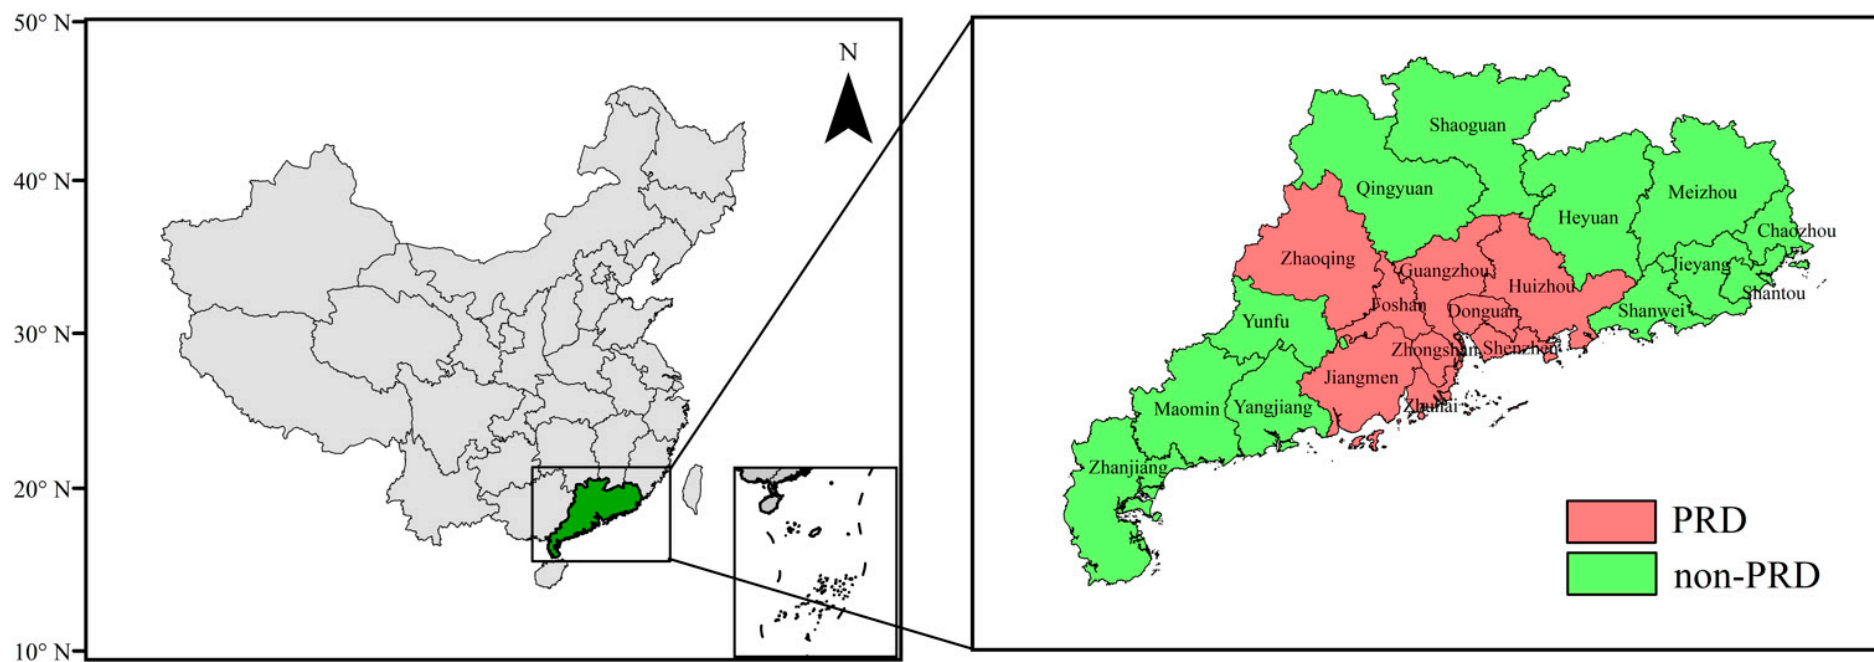 50° N
40° N
30° N
20° N
10° N
N
Shaoguan
Qingyuan
Meizhou
Heyuan
Chaozhou
Zhaoqing
Guangzhou
Jieyang
Huizhou
Shantou
Foshan
Donguan
Shanwei
Yunfu
Zhongshan
Shenzhen
Jiangmen
Maomin
Yangjiang
Zhuhai
Zhanjiang
PRD
non-PRD